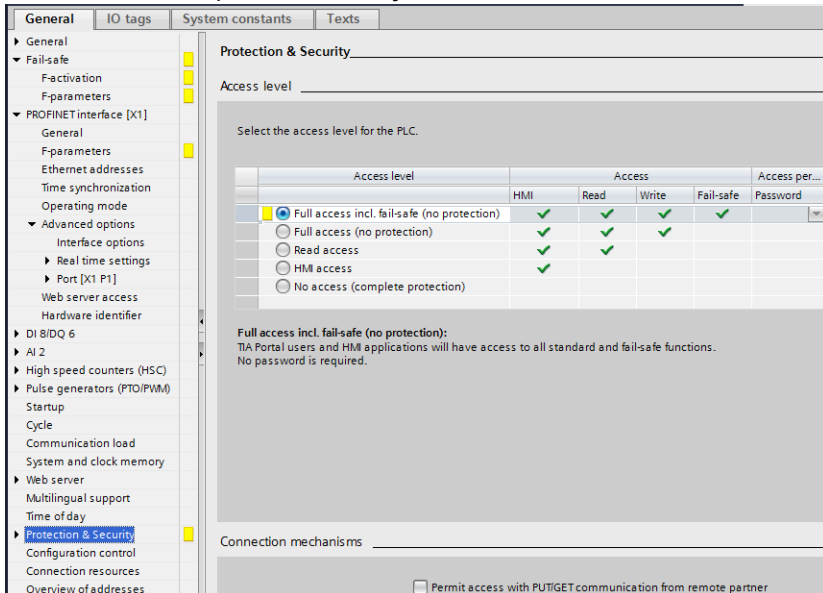 General IO tags System constants Texts
General
Fail-safe
F-activation
F-parameters
PROFINET interface [X1]
General
F-parameters
Ethernet addresses
Time synchronization
Operating mode
Advanced options
Interface options
Real time settings
Port [X1 P1]
Web server access
Hardware identifier
DI 8/DQ 6
AI 2
High speed counters (HSC)
Pulse generators (PTO/PWM)
Startup
Cycle
Communication load
System and clock memory
Web server
Multilingual support
Time of day
Protection & Security
Configuration control
Connection resources
Overview of addresses
Protection & Security
Access level
Select the access level for the PLC.
Access level Access Access per...
HMI Read Write Fail-safe Password
Full access incl. fail-safe (no protection)
Full access (no protection)
Read access
HMI access
No access (complete protection)
Full access incl. fail-safe (no protection):
TIA Portal users and HMI applications will have access to all standard and fail-safe functions.
No password is required.
Connection mechanisms
Permit access with PUT/GET communication from remote partner